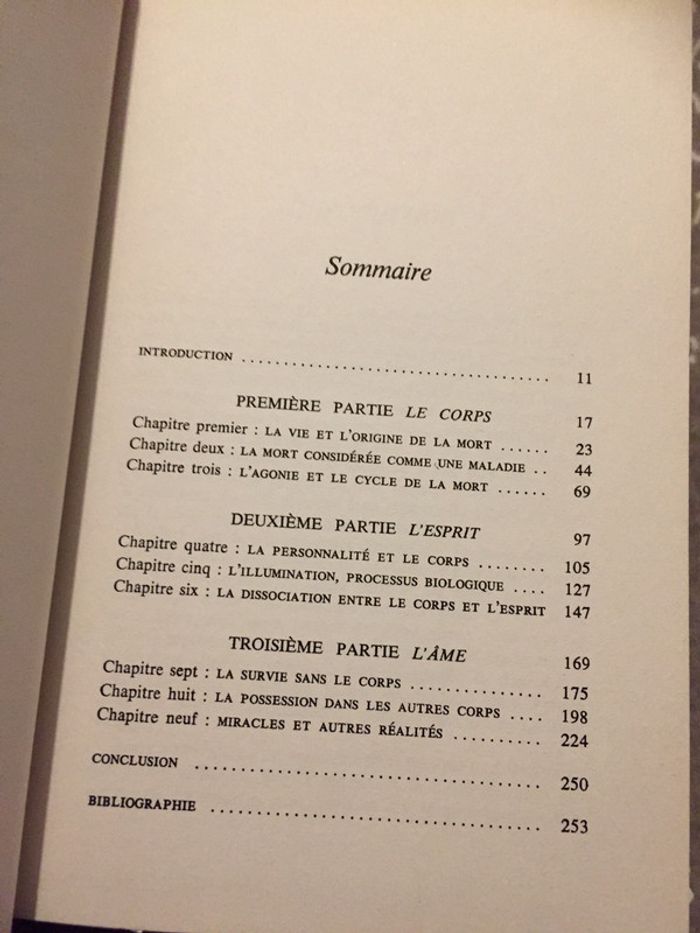 Sommaire
INTRODUCTION .................................... 11
PREMIÈRE PARTIE LE CORPS 17
Chapitre premier : LA VIE ET L'ORIGINE DE LA MORT ...... 23
Chapitre deux : LA MORT CONSIDÉRÉE COMME UNE MALADIE .. 44
Chapitre trois : L'AGONIE ET LE CYCLE DE LA MORT ...... 69
DEUXIÈME PARTIE L'ESPRIT 97
Chapitre quatre : LA PERSONNALITÉ ET LE CORPS ........ 105
Chapitre cinq : L'ILLUMINATION, PROCESSUS BIOLOGIQUE .... 127
Chapitre six : LA DISSOCIATION ENTRE LE CORPS ET L'ESPRIT 147
TROISIÈME PARTIE L'ÂME 169
Chapitre sept : LA SURVIE SANS LE CORPS ................ 175
Chapitre huit : LA POSSESSION DANS LES AUTRES CORPS .... 198
Chapitre neuf : MIRACLES ET AUTRES RÉALITÉS .......... 224
CONCLUSION .................................... 250
BIBLIOGRAPHIE .................................. 253